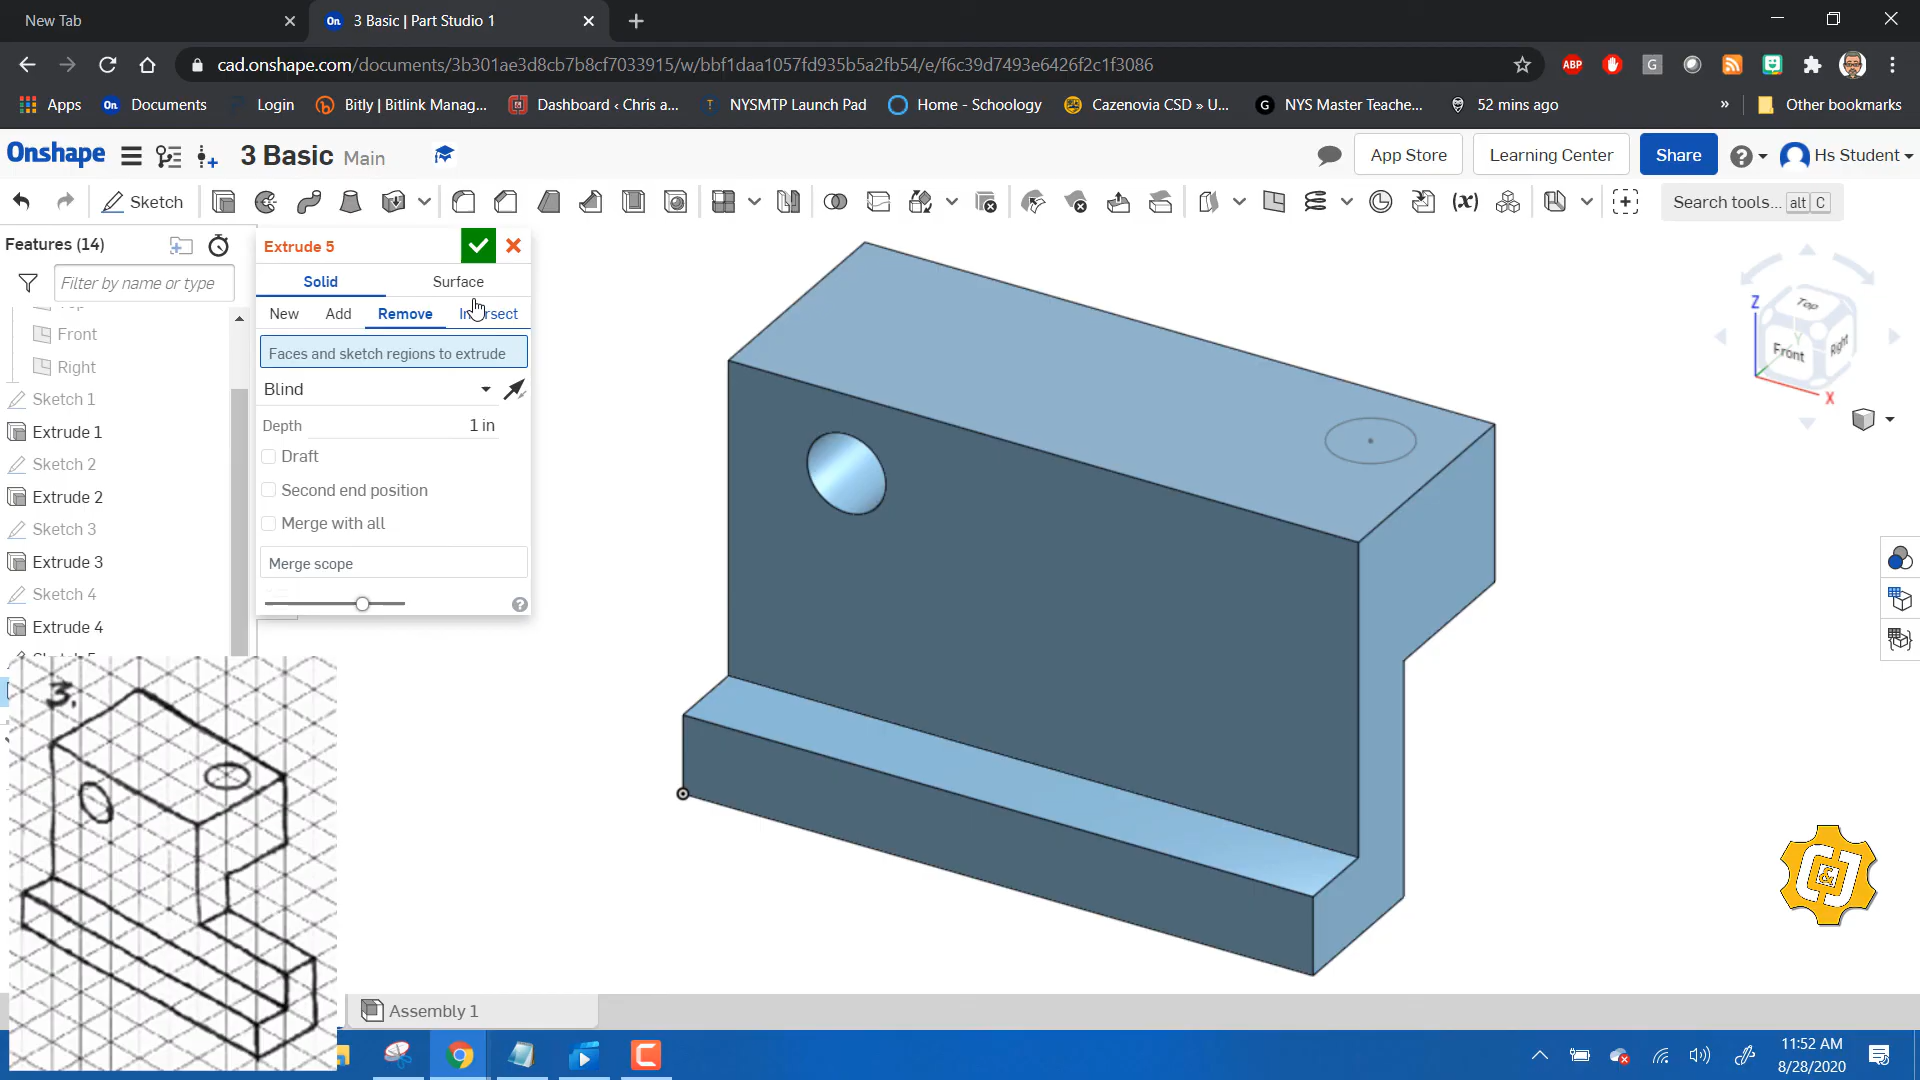 New Tab
On 3 Basic | Part Studio 1
cad.onshape.com/documents/3b301ae3d8cb7b8cf7033915/w/bbf1daa1057fd935b5a2fb54/e/f6c39d7493e6426f2c1f3086
ABP G
Apps On Documents Login Bitly | Bitlink Manag... Dashboard ‹ Chris a... T NYSMTP Launch Pad Home - Schoology Cazenovia CSD » U... G NYS Master Teache... 52 mins ago » Other bookmarks
Onshape 3 Basic Main App Store Learning Center Share ? Hs Student
Sketch (x) Search tools... alt C
Features (14)
Filter by name or type
Front
Right
Sketch 1
Extrude 1
Sketch 2
Extrude 2
Sketch 3
Extrude 3
Sketch 4
Extrude 4
Extrude 5
Solid Surface
New Add Remove Intersect
Faces and sketch regions to extrude
Blind
Depth 1 in
Draft
Second end position
Merge with all
Merge scope
?
Z Top
Y
Front Right
X
3.
C&J
Assembly 1
11:52 AM
8/28/2020